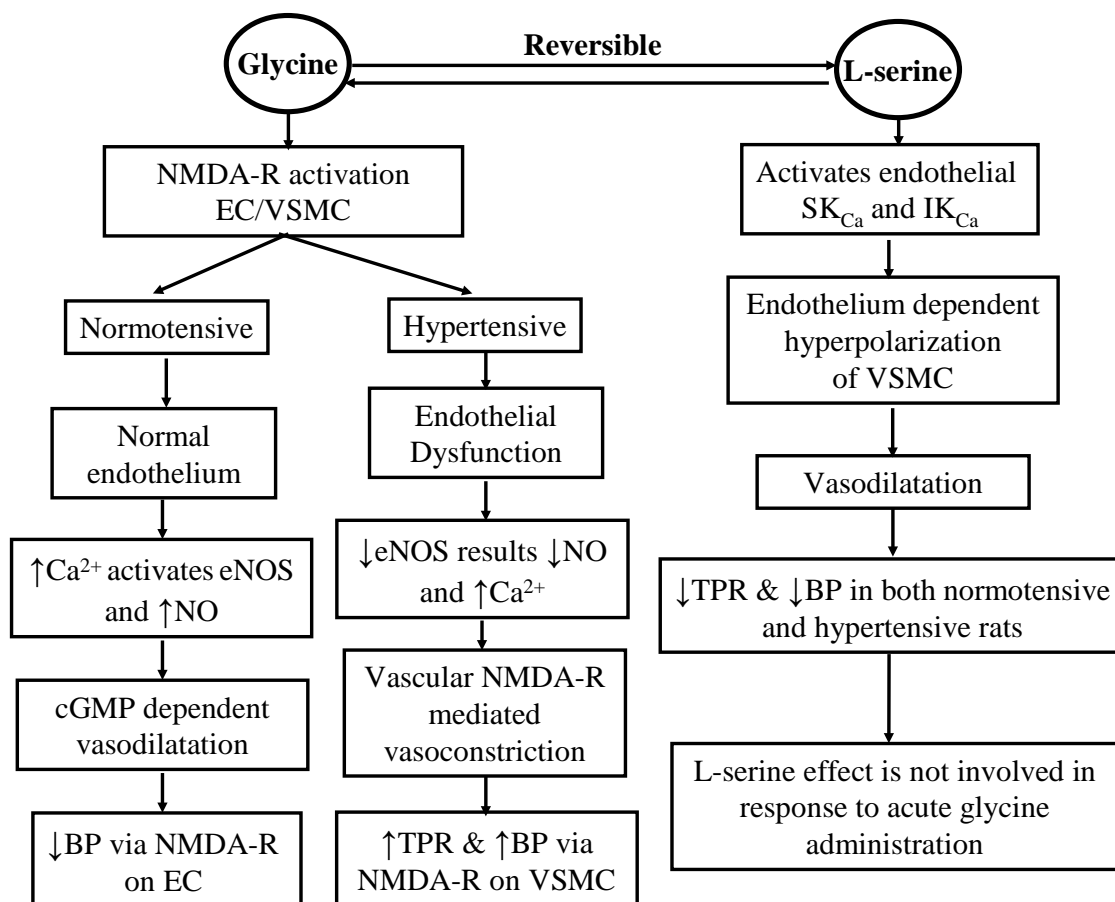 Reversible
Glycine
L-serine
NMDA-R activation
EC/VSMC
Normotensive
Normal
endothelium
↑Ca²⁺ activates eNOS
and ↑NO
cGMP dependent
vasodilatation
↓BP via NMDA-R
on EC
Hypertensive
Endothelial
Dysfunction
↓eNOS results ↓NO
and ↑Ca²⁺
Vascular NMDA-R
mediated
vasoconstriction
↑TPR & ↑BP via
NMDA-R on VSMC
Activates endothelial
SK_Ca and IK_Ca
Endothelium dependent
hyperpolarization
of VSMC
Vasodilatation
↓TPR & ↓BP in both normotensive
and hypertensive rats
L-serine effect is not involved in
response to acute glycine
administration